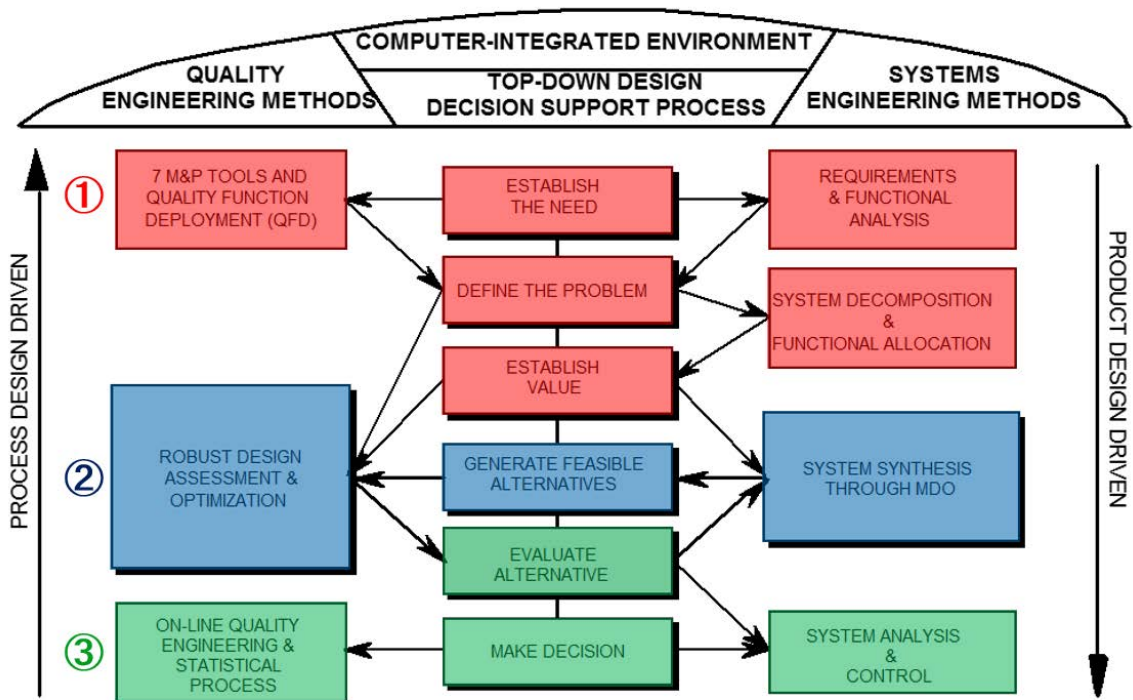 COMPUTER-INTEGRATED ENVIRONMENT
QUALITY
ENGINEERING METHODS
TOP-DOWN DESIGN
DECISION SUPPORT PROCESS
SYSTEMS
ENGINEERING METHODS
PROCESS DESIGN DRIVEN
PRODUCT DESIGN DRIVEN
①
7 M&P TOOLS AND
QUALITY FUNCTION
DEPLOYMENT (QFD)
ESTABLISH
THE NEED
REQUIREMENTS
& FUNCTIONAL
ANALYSIS
DEFINE THE PROBLEM
SYSTEM DECOMPOSITION
&
FUNCTIONAL ALLOCATION
ESTABLISH
VALUE
②
ROBUST DESIGN
ASSESSMENT &
OPTIMIZATION
GENERATE FEASIBLE
ALTERNATIVES
SYSTEM SYNTHESIS
THROUGH MDO
EVALUATE
ALTERNATIVE
③
ON-LINE QUALITY
ENGINEERING &
STATISTICAL
PROCESS
MAKE DECISION
SYSTEM ANALYSIS
&
CONTROL